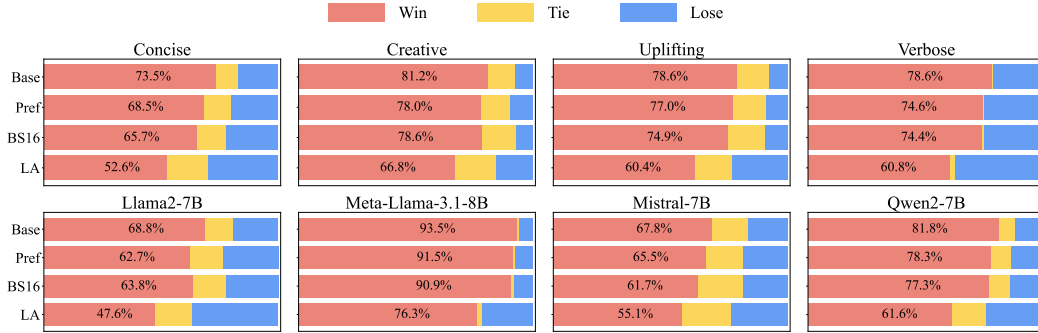 Win Tie Lose
Concise Creative Uplifting Verbose
Base 73.5% 81.2% 78.6% 78.6%
Pref 68.5% 78.0% 77.0% 74.6%
BS16 65.7% 78.6% 74.9% 74.4%
LA 52.6% 66.8% 60.4% 60.8%
Llama2-7B Meta-Llama-3.1-8B Mistral-7B Qwen2-7B
Base 68.8% 93.5% 67.8% 81.8%
Pref 62.7% 91.5% 65.5% 78.3%
BS16 63.8% 90.9% 61.7% 77.3%
LA 47.6% 76.3% 55.1% 61.6%